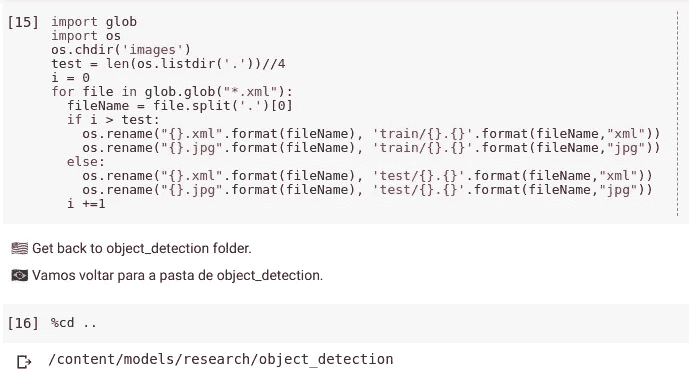 [15] import glob
import os
os.chdir('images')
test = len(os.listdir('.'))//4
i = 0
for file in glob.glob("*.xml"):
  fileName = file.split('.')[0]
  if i > test:
    os.rename("{}.xml".format(fileName), 'train/{}.{}'.format(fileName,"xml"))
    os.rename("{}.jpg".format(fileName), 'train/{}.{}'.format(fileName,"jpg"))
  else:
    os.rename("{}.xml".format(fileName), 'test/{}.{}'.format(fileName,"xml"))
    os.rename("{}.jpg".format(fileName), 'test/{}.{}'.format(fileName,"jpg"))
  i +=1
Get back to object_detection folder.
Vamos voltar para a pasta de object_detection.
[16] %cd ..
/content/models/research/object_detection